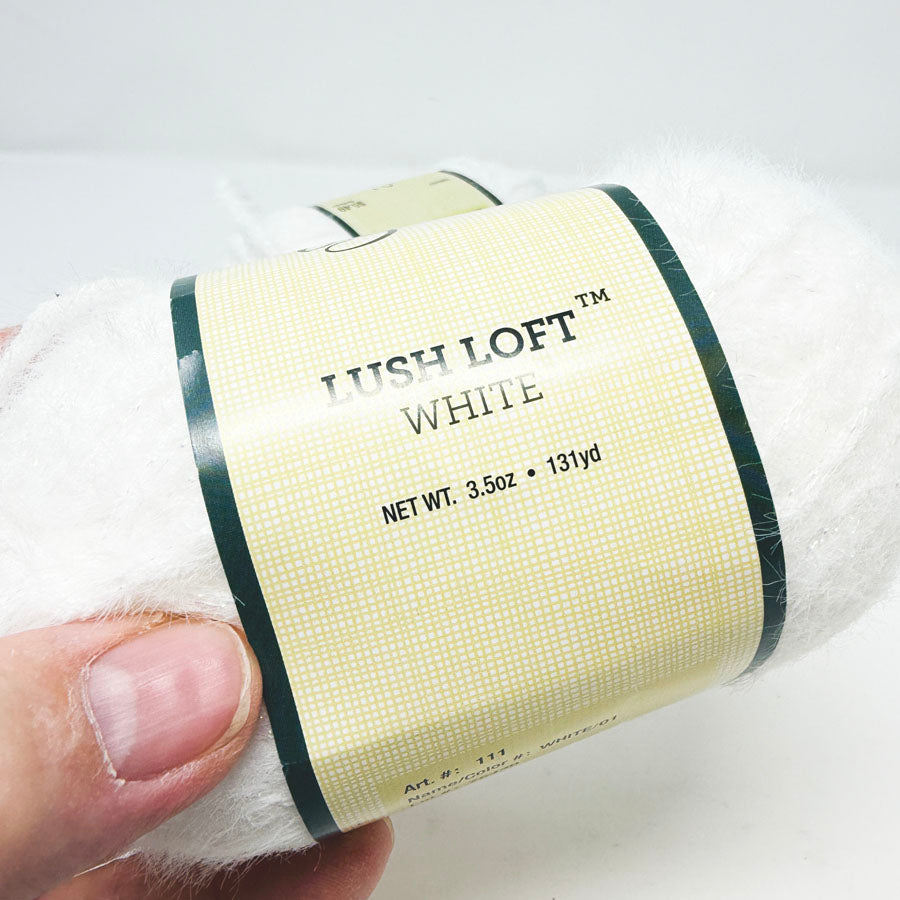 LUSH LOFT™
WHITE
NET WT. 3.5oz • 131yd
Art. #: 111
Name/Color #: WHITE/01